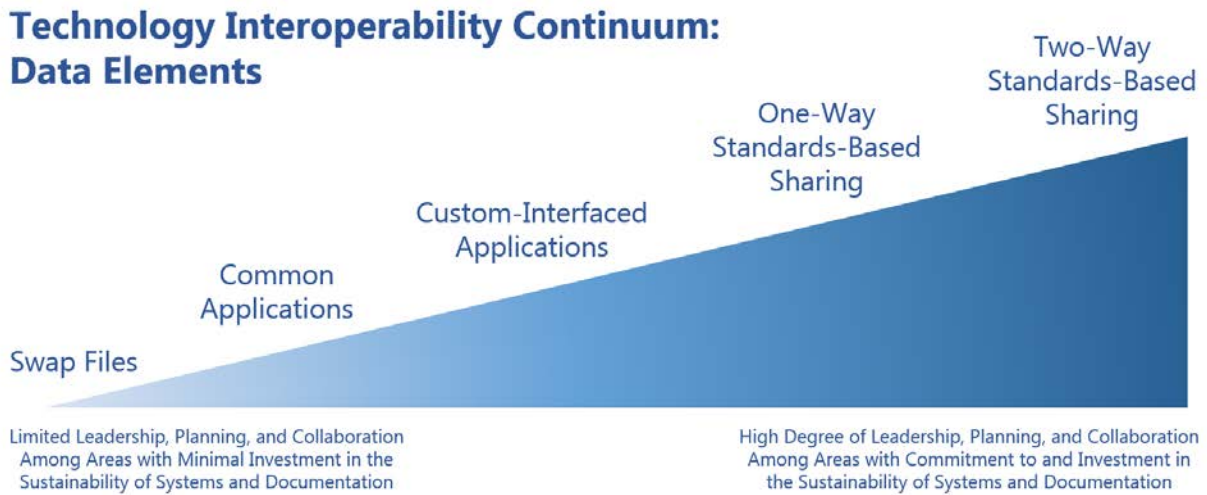 Technology Interoperability Continuum:
Data Elements
Two-Way
Standards-Based
Sharing
One-Way
Standards-Based
Sharing
Custom-Interfaced
Applications
Common
Applications
Swap Files
Limited Leadership, Planning, and Collaboration
Among Areas with Minimal Investment in the
Sustainability of Systems and Documentation
High Degree of Leadership, Planning, and Collaboration
Among Areas with Commitment to and Investment in
the Sustainability of Systems and Documentation